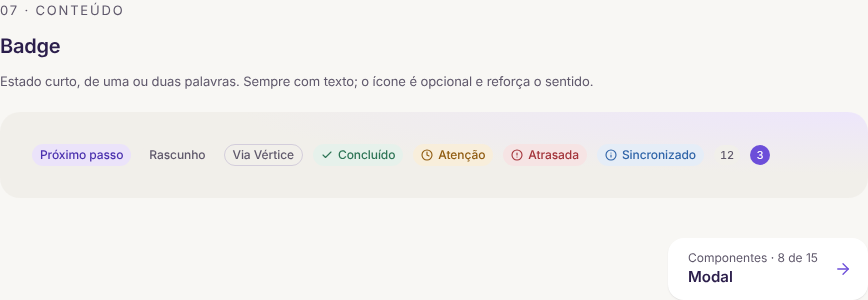 07 · CONTEÚDO
Badge
Estado curto, de uma ou duas palavras. Sempre com texto; o ícone é opcional e reforça o sentido.
Próximo passo Rascunho Via Vértice Concluído Atenção Atrasada Sincronizado 12 3
Componentes · 8 de 15
Modal